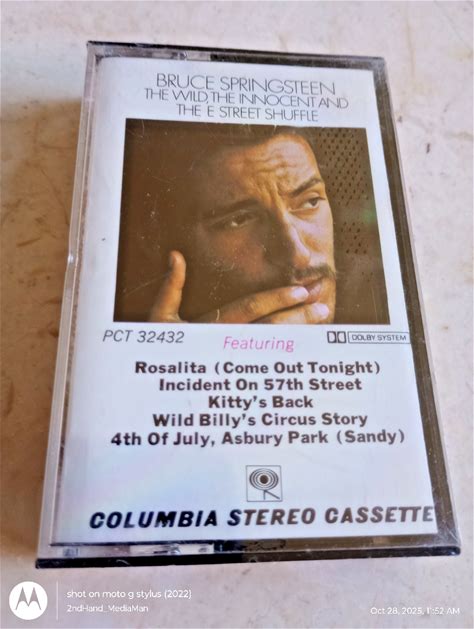 BRUCE SPRINGSTEEN
THE WILD, THE INNOCENT AND
THE E STREET SHUFFLE
PCT 32432
Featuring
DOLBY SYSTEM
Rosalita (Come Out Tonight)
Incident On 57th Street
Kitty's Back
Wild Billy's Circus Story
4th Of July, Asbury Park (Sandy)
COLUMBIA STEREO CASSETTE
shot on moto g stylus (2022)
2ndHand_MediaMan
Oct 28, 2025, 11:52 AM